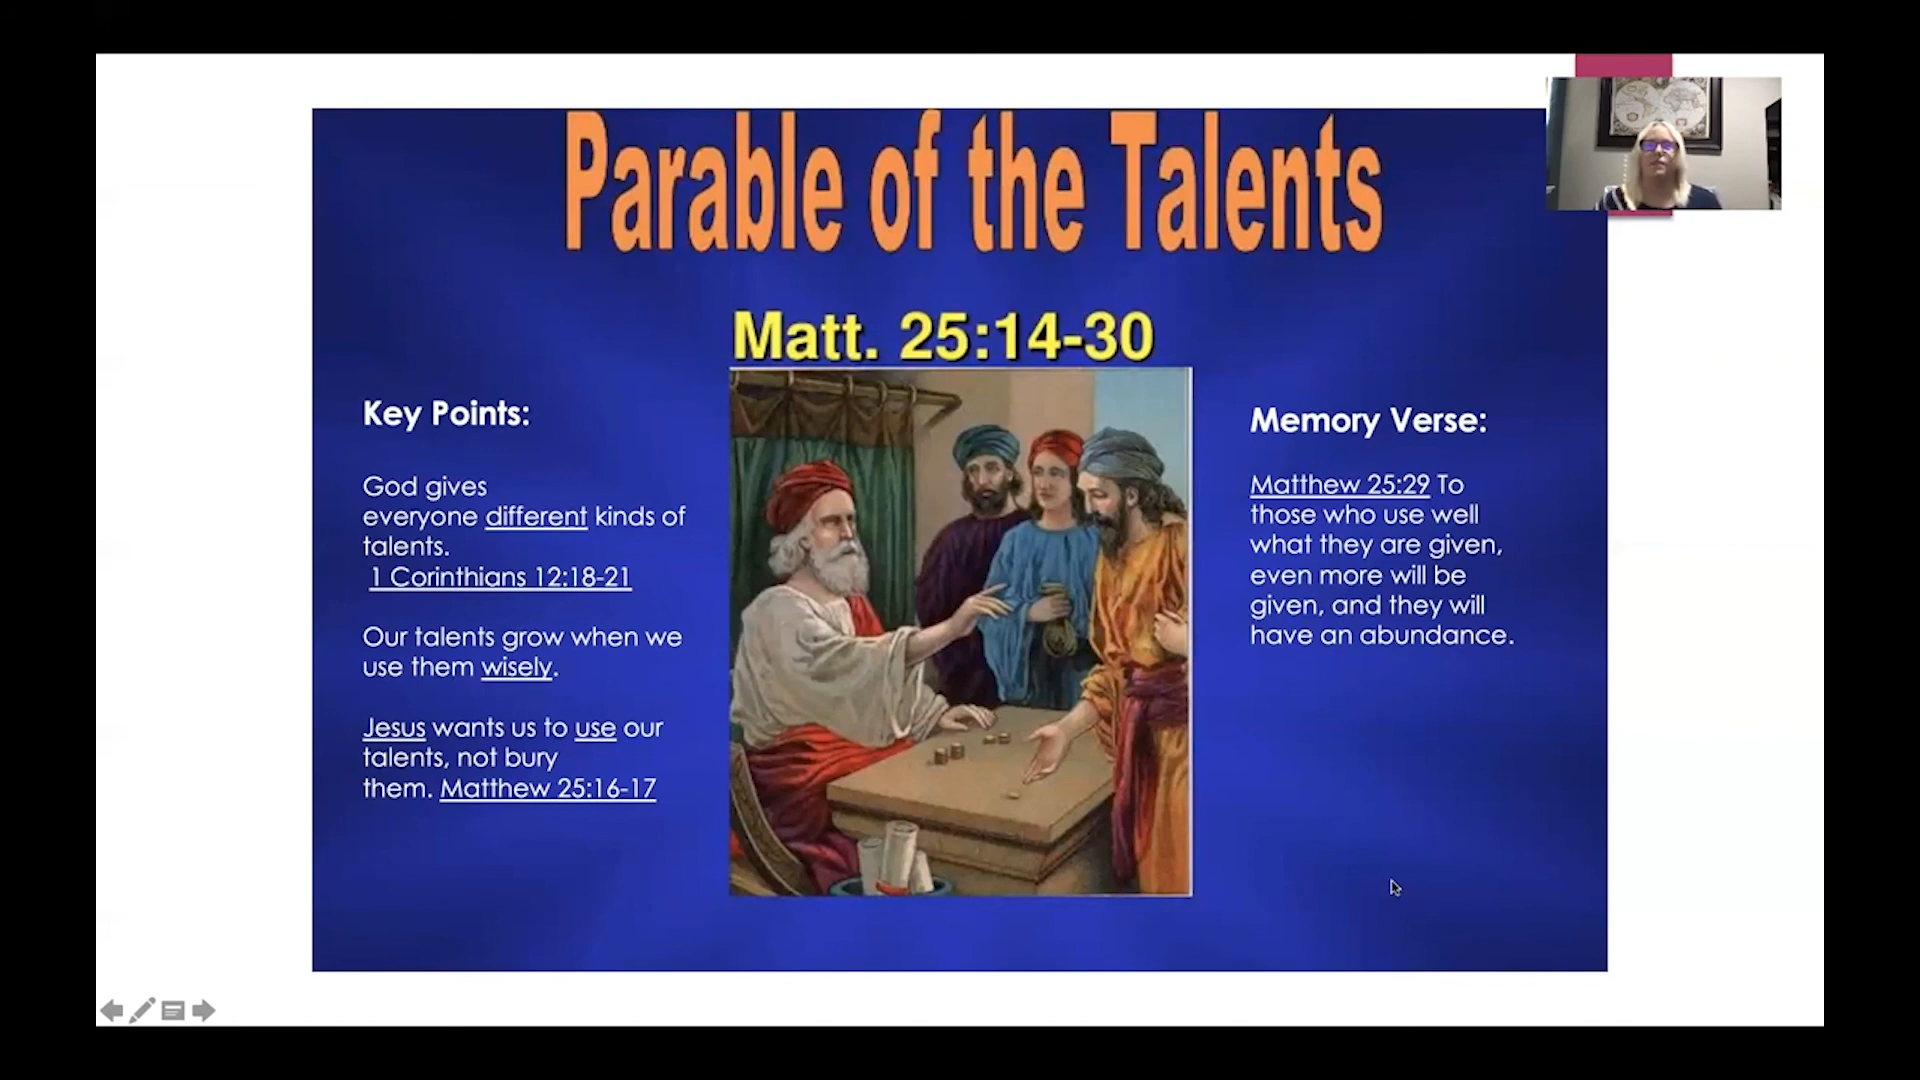 Parable of the Talents
Matt. 25:14-30
Key Points:
God gives
everyone different kinds of
talents.
1 Corinthians 12:18-21
Our talents grow when we
use them wisely.
Jesus wants us to use our
talents, not bury
them. Matthew 25:16-17
Memory Verse:
Matthew 25:29 To
those who use well
what they are given,
even more will be
given, and they will
have an abundance.